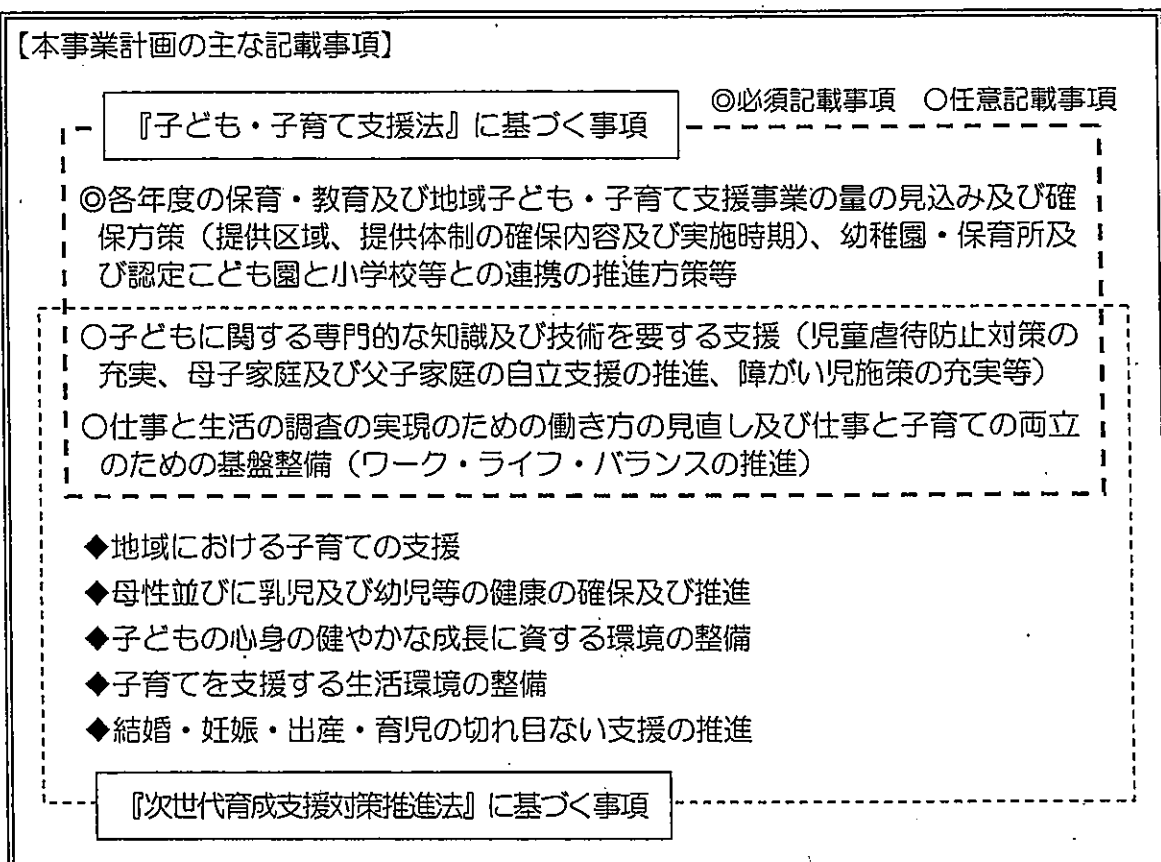 【本事業計画の主な記載事項】
◎必須記載事項 ○任意記載事項
『子ども・子育て支援法』に基づく事項
◎各年度の保育・教育及び地域子ども・子育て支援事業の量の見込み及び確
保方策（提供区域、提供体制の確保内容及び実施時期）、幼稚園・保育所及
び認定こども園と小学校等との連携の推進方策等
○子どもに関する専門的な知識及び技術を要する支援（児童虐待防止対策の
充実、母子家庭及び父子家庭の自立支援の推進、障がい児施策の充実等）
○仕事と生活の調査の実現のための働き方の見直し及び仕事と子育ての両立
のための基盤整備（ワーク・ライフ・バランスの推進）
◆地域における子育ての支援
◆母性並びに乳児及び幼児等の健康の確保及び推進
◆子どもの心身の健やかな成長に資する環境の整備
◆子育てを支援する生活環境の整備
◆結婚・妊娠・出産・育児の切れ目ない支援の推進
『次世代育成支援対策推進法』に基づく事項